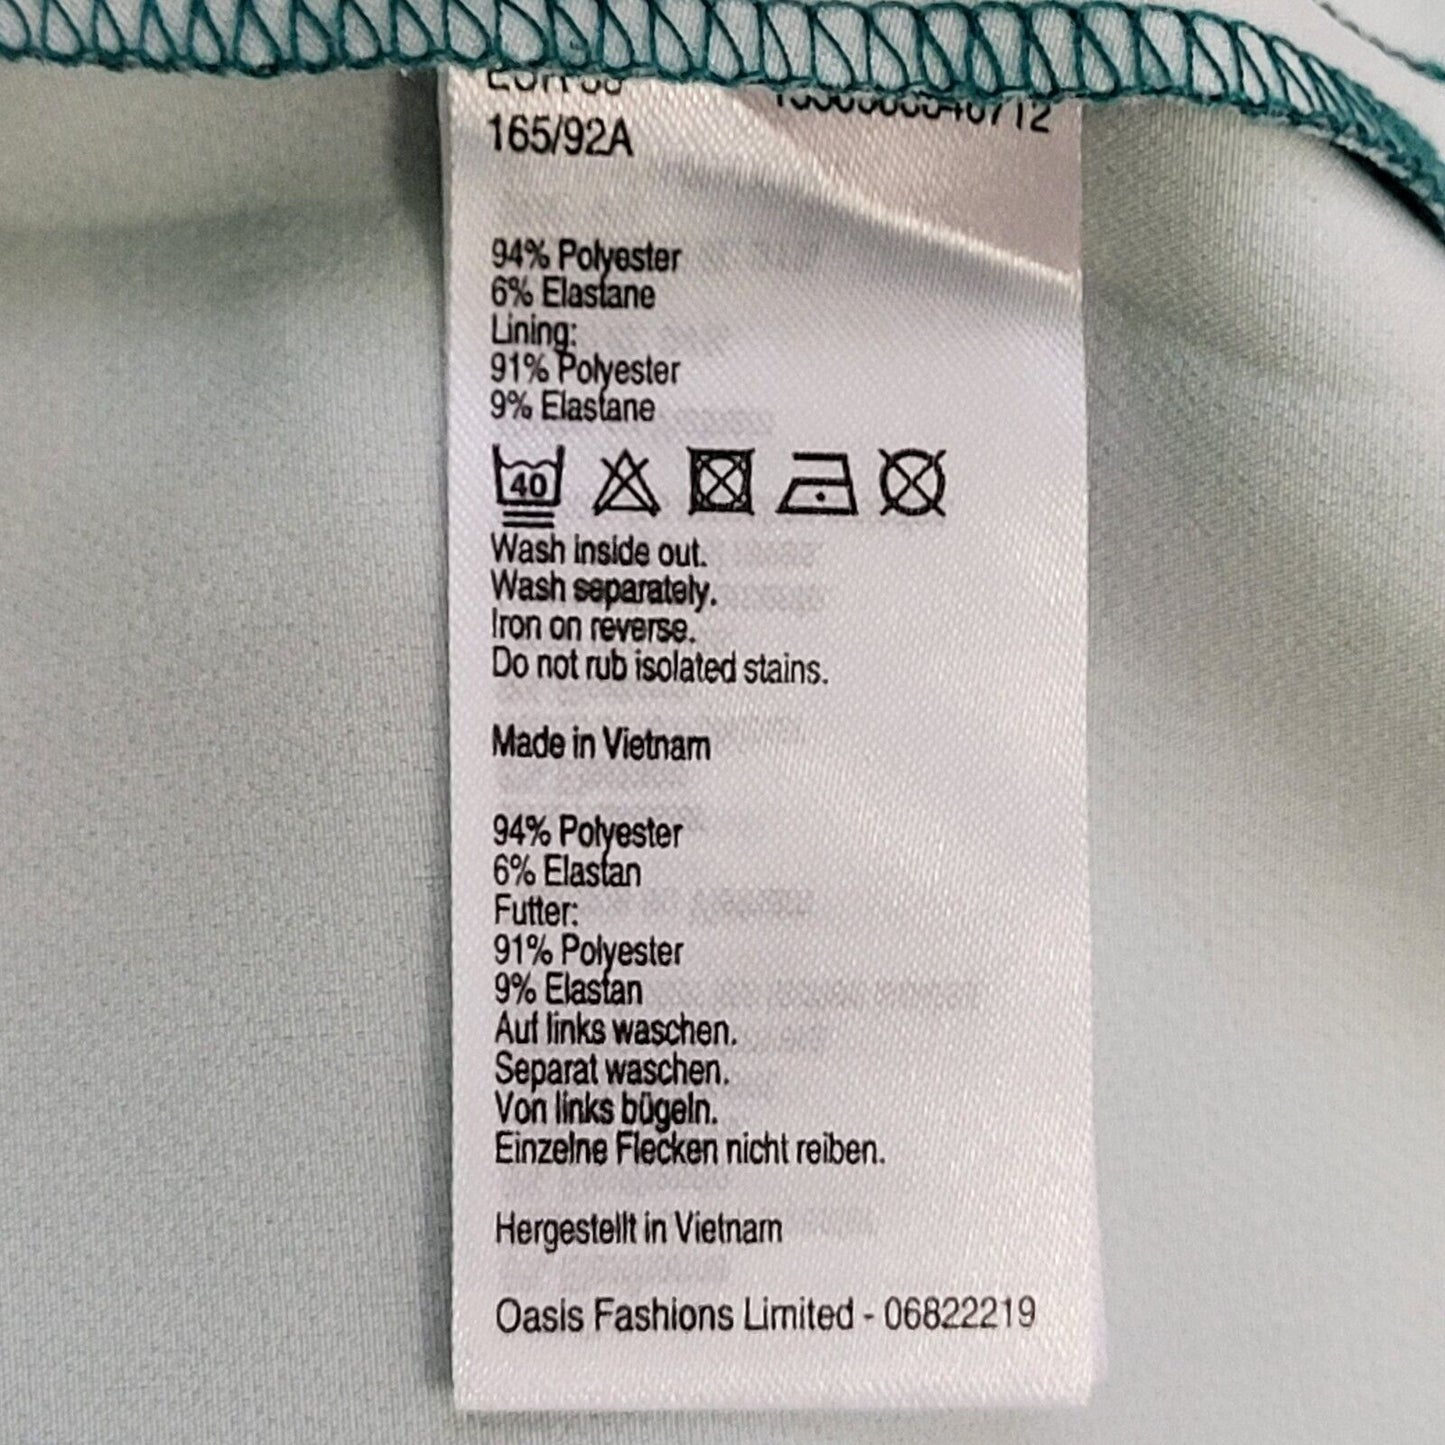 165/92A
94% Polyester
6% Elastane
Lining:
91% Polyester
9% Elastane
40
Wash inside out.
Wash separately.
Iron on reverse.
Do not rub isolated stains.
Made in Vietnam
94% Polyester
6% Elastan
Futter:
91% Polyester
9% Elastan
Auf links waschen.
Separat waschen.
Von links bügeln.
Einzelne Flecken nicht reiben.
Hergestellt in Vietnam
Oasis Fashions Limited - 06822219